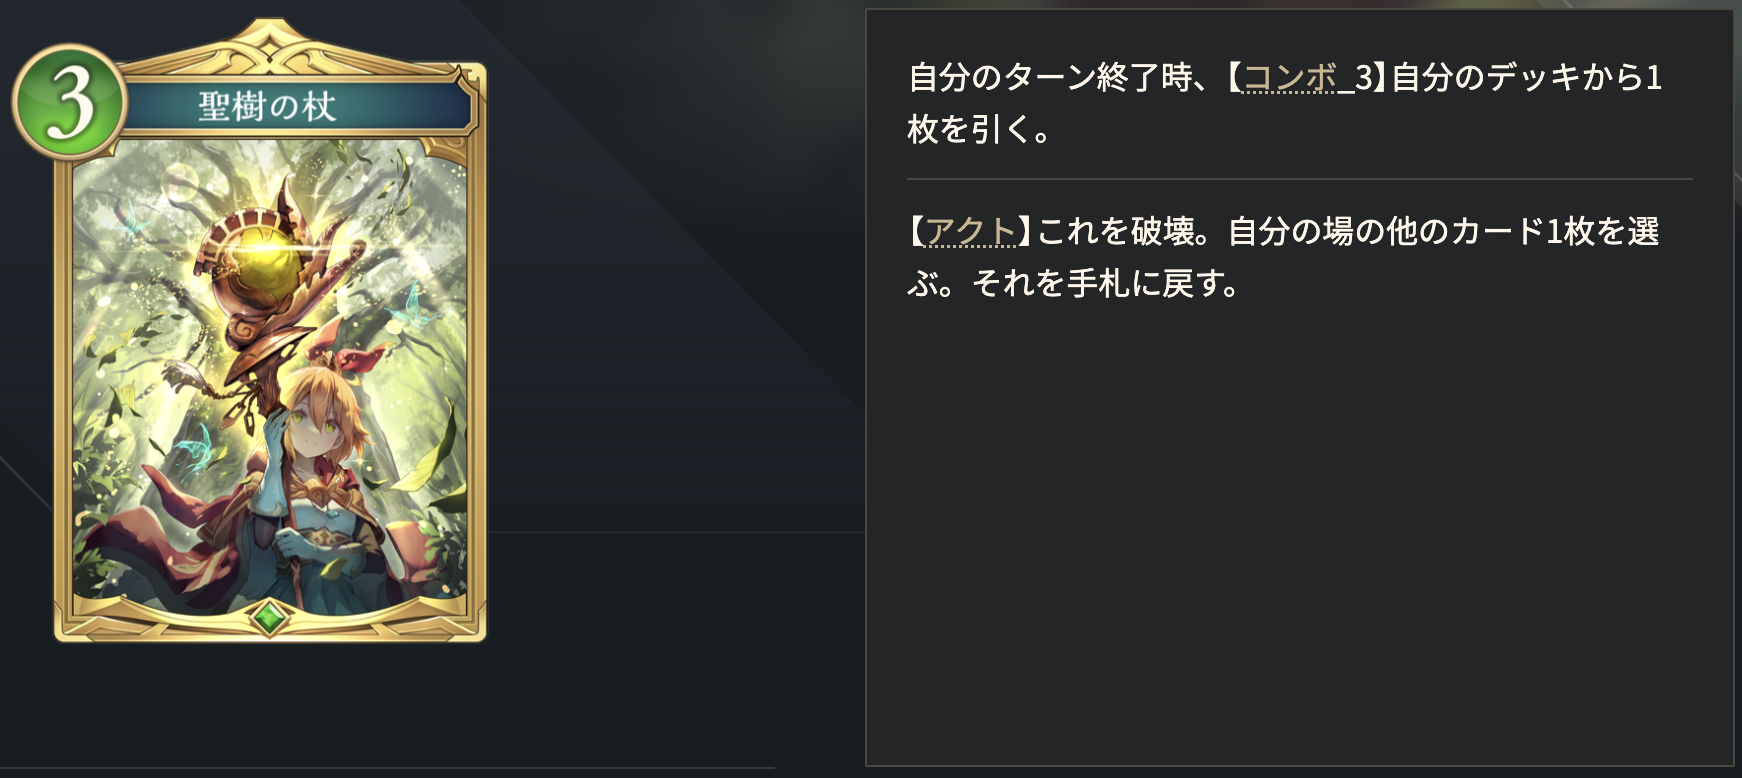 3
聖樹の杖
自分のターン終了時、【コンボ_3】自分のデッキから1
枚を引く。
【アクト】これを破壊。自分の場の他のカード1枚を選
ぶ。それを手札に戻す。